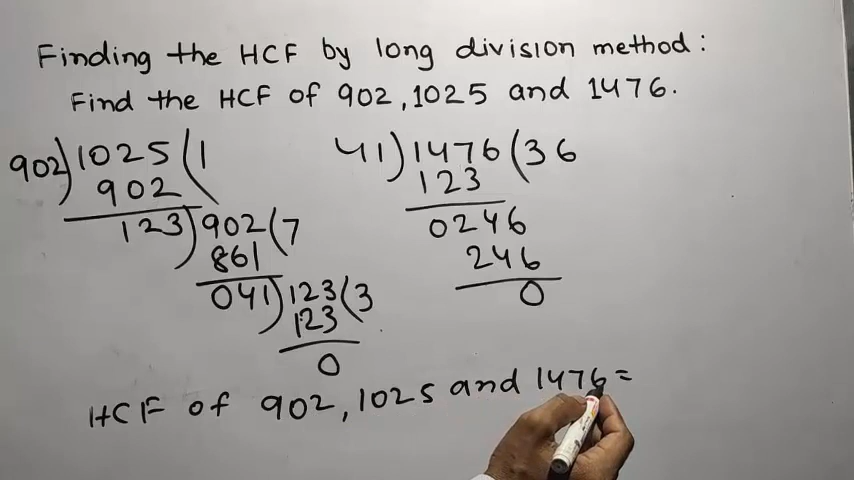 Finding the HCF by long division method:
Find the HCF of 902, 1025 and 1476.
902) 1025 (1
902
123) 902 (7
861
041) 123 (3
123
0
41) 1476 (36
123
0246
246
0
HCF of 902, 1025 and 1476 =